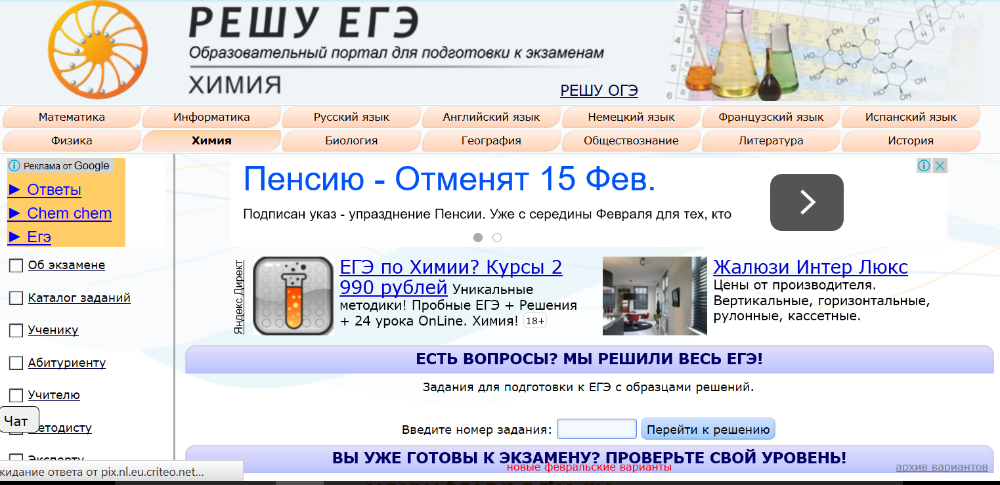 РЕШУ ЕГЭ
Образовательный портал для подготовки к экзаменам
ХИМИЯ
РЕШУ ОГЭ
Математика
Информатика
Русский язык
Английский язык
Немецкий язык
Французский язык
Испанский язык
Физика
Химия
Биология
География
Обществознание
Литература
История
Реклама от Google
► Ответы
► Chem chem
► Егэ
Об экзамене
Каталог заданий
Ученику
Абитуриенту
Учителю
Чат
етодисту
Эксперту
жидание ответа от pix.nl.eu.criteo.net...
Пенсию - Отменят 15 Фев.
Подписан указ - упразднение Пенсии. Уже с середины Февраля для тех, кто
Яндекс.Директ
ЕГЭ по Химии? Курсы 2
990 рублей Уникальные
методики! Пробные ЕГЭ + Решения
+ 24 урока OnLine. Химия! 18+
Жалюзи Интер Люкс
Цены от производителя.
Вертикальные, горизонтальные,
рулонные, кассетные.
ЕСТЬ ВОПРОСЫ? МЫ РЕШИЛИ ВЕСЬ ЕГЭ!
Задания для подготовки к ЕГЭ с образцами решений.
Введите номер задания:
Перейти к решению
ВЫ УЖЕ ГОТОВЫ К ЭКЗАМЕНУ? ПРОВЕРЬТЕ СВОЙ УРОВЕНЬ!
новые февральские варианты
архив вариантов